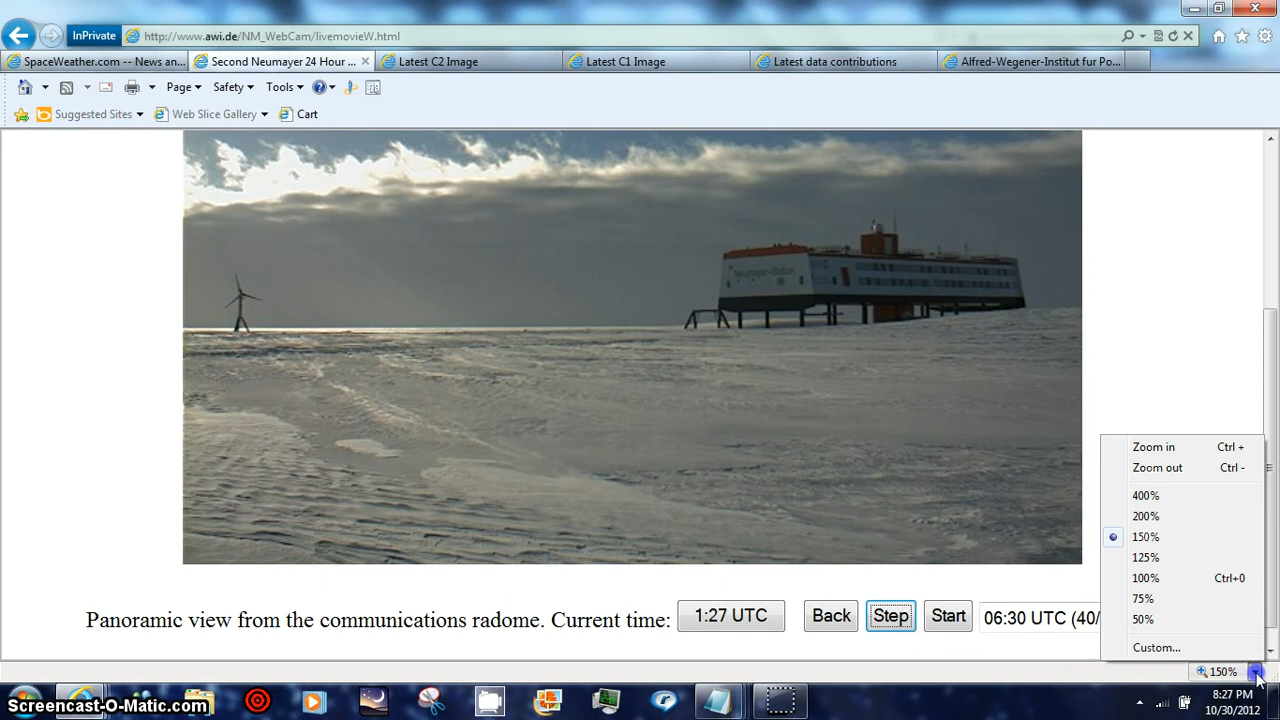 InPrivate
http://www.awi.de/NM_WebCam/livemovieW.html
SpaceWeather.com -- News an...
Second Neumayer 24 Hour ...
Latest C2 Image
Latest C1 Image
Latest data contributions
Alfred-Wegener-Institut fur Po...
Page
Safety
Tools
Suggested Sites
Web Slice Gallery
Cart
Neumayer-Station
III
Zoom in Ctrl +
Zoom out Ctrl -
400%
200%
150%
125%
100% Ctrl+0
75%
50%
Custom...
Panoramic view from the communications radome. Current time: 1:27 UTC Back Step Start 06:30 UTC (40/
150%
8:27 PM
10/30/2012
Screencast-O-Matic.com